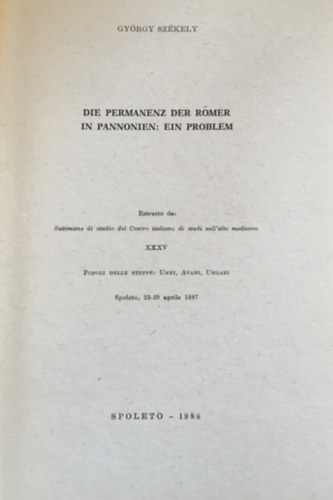 GYÖRGY SZÉKELY
DIE PERMANENZ DER RÖMER
IN PANNONIEN: EIN PROBLEM
Estratto da:
Settimane di studio del Centro italiano di studi sull'alto medioevo
XXXV
POPOLI DELLE STEPPE: UNNI, AVARI, UNGARI
Spoleto, 23-29 aprile 1987
SPOLETO - 1988